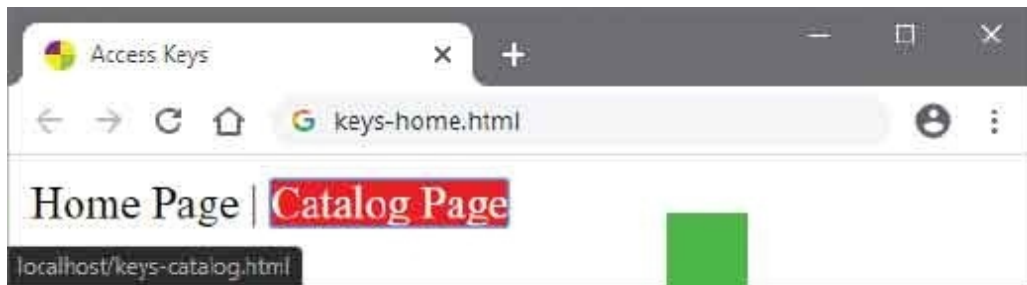 Access Keys
keys-home.html
Home Page | Catalog Page
localhost/keys-catalog.html